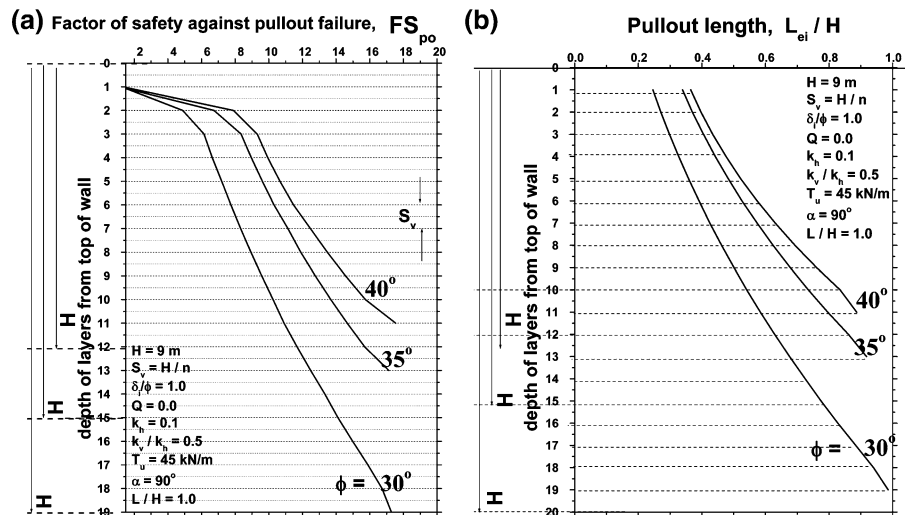 (a) Factor of safety against pullout failure, FSpo
2 4 6 8 10 12 14 16 18 20
0
1
2
3
4
5
6
7
8
9
10
11
12
13
14
15
16
17
18
19
depth of layers from top of wall
H
H
H
Sv
40°
35°
ϕ = 30°
H = 9 m
Sv = H / n
δi/ϕ = 1.0
Q = 0.0
kh = 0.1
kv / kh = 0.5
Tu = 45 kN/m
α = 90°
L / H = 1.0
(b) Pullout length, Lei / H
0.0 0.2 0.4 0.6 0.8 1.0
0
1
2
3
4
5
6
7
8
9
10
11
12
13
14
15
16
17
18
19
20
depth of layers from top of wall
H
H
H
H = 9 m
Sv = H / n
δi/ϕ = 1.0
Q = 0.0
kh = 0.1
kv / kh = 0.5
Tu = 45 kN/m
α = 90°
L / H = 1.0
40°
35°
ϕ = 30°